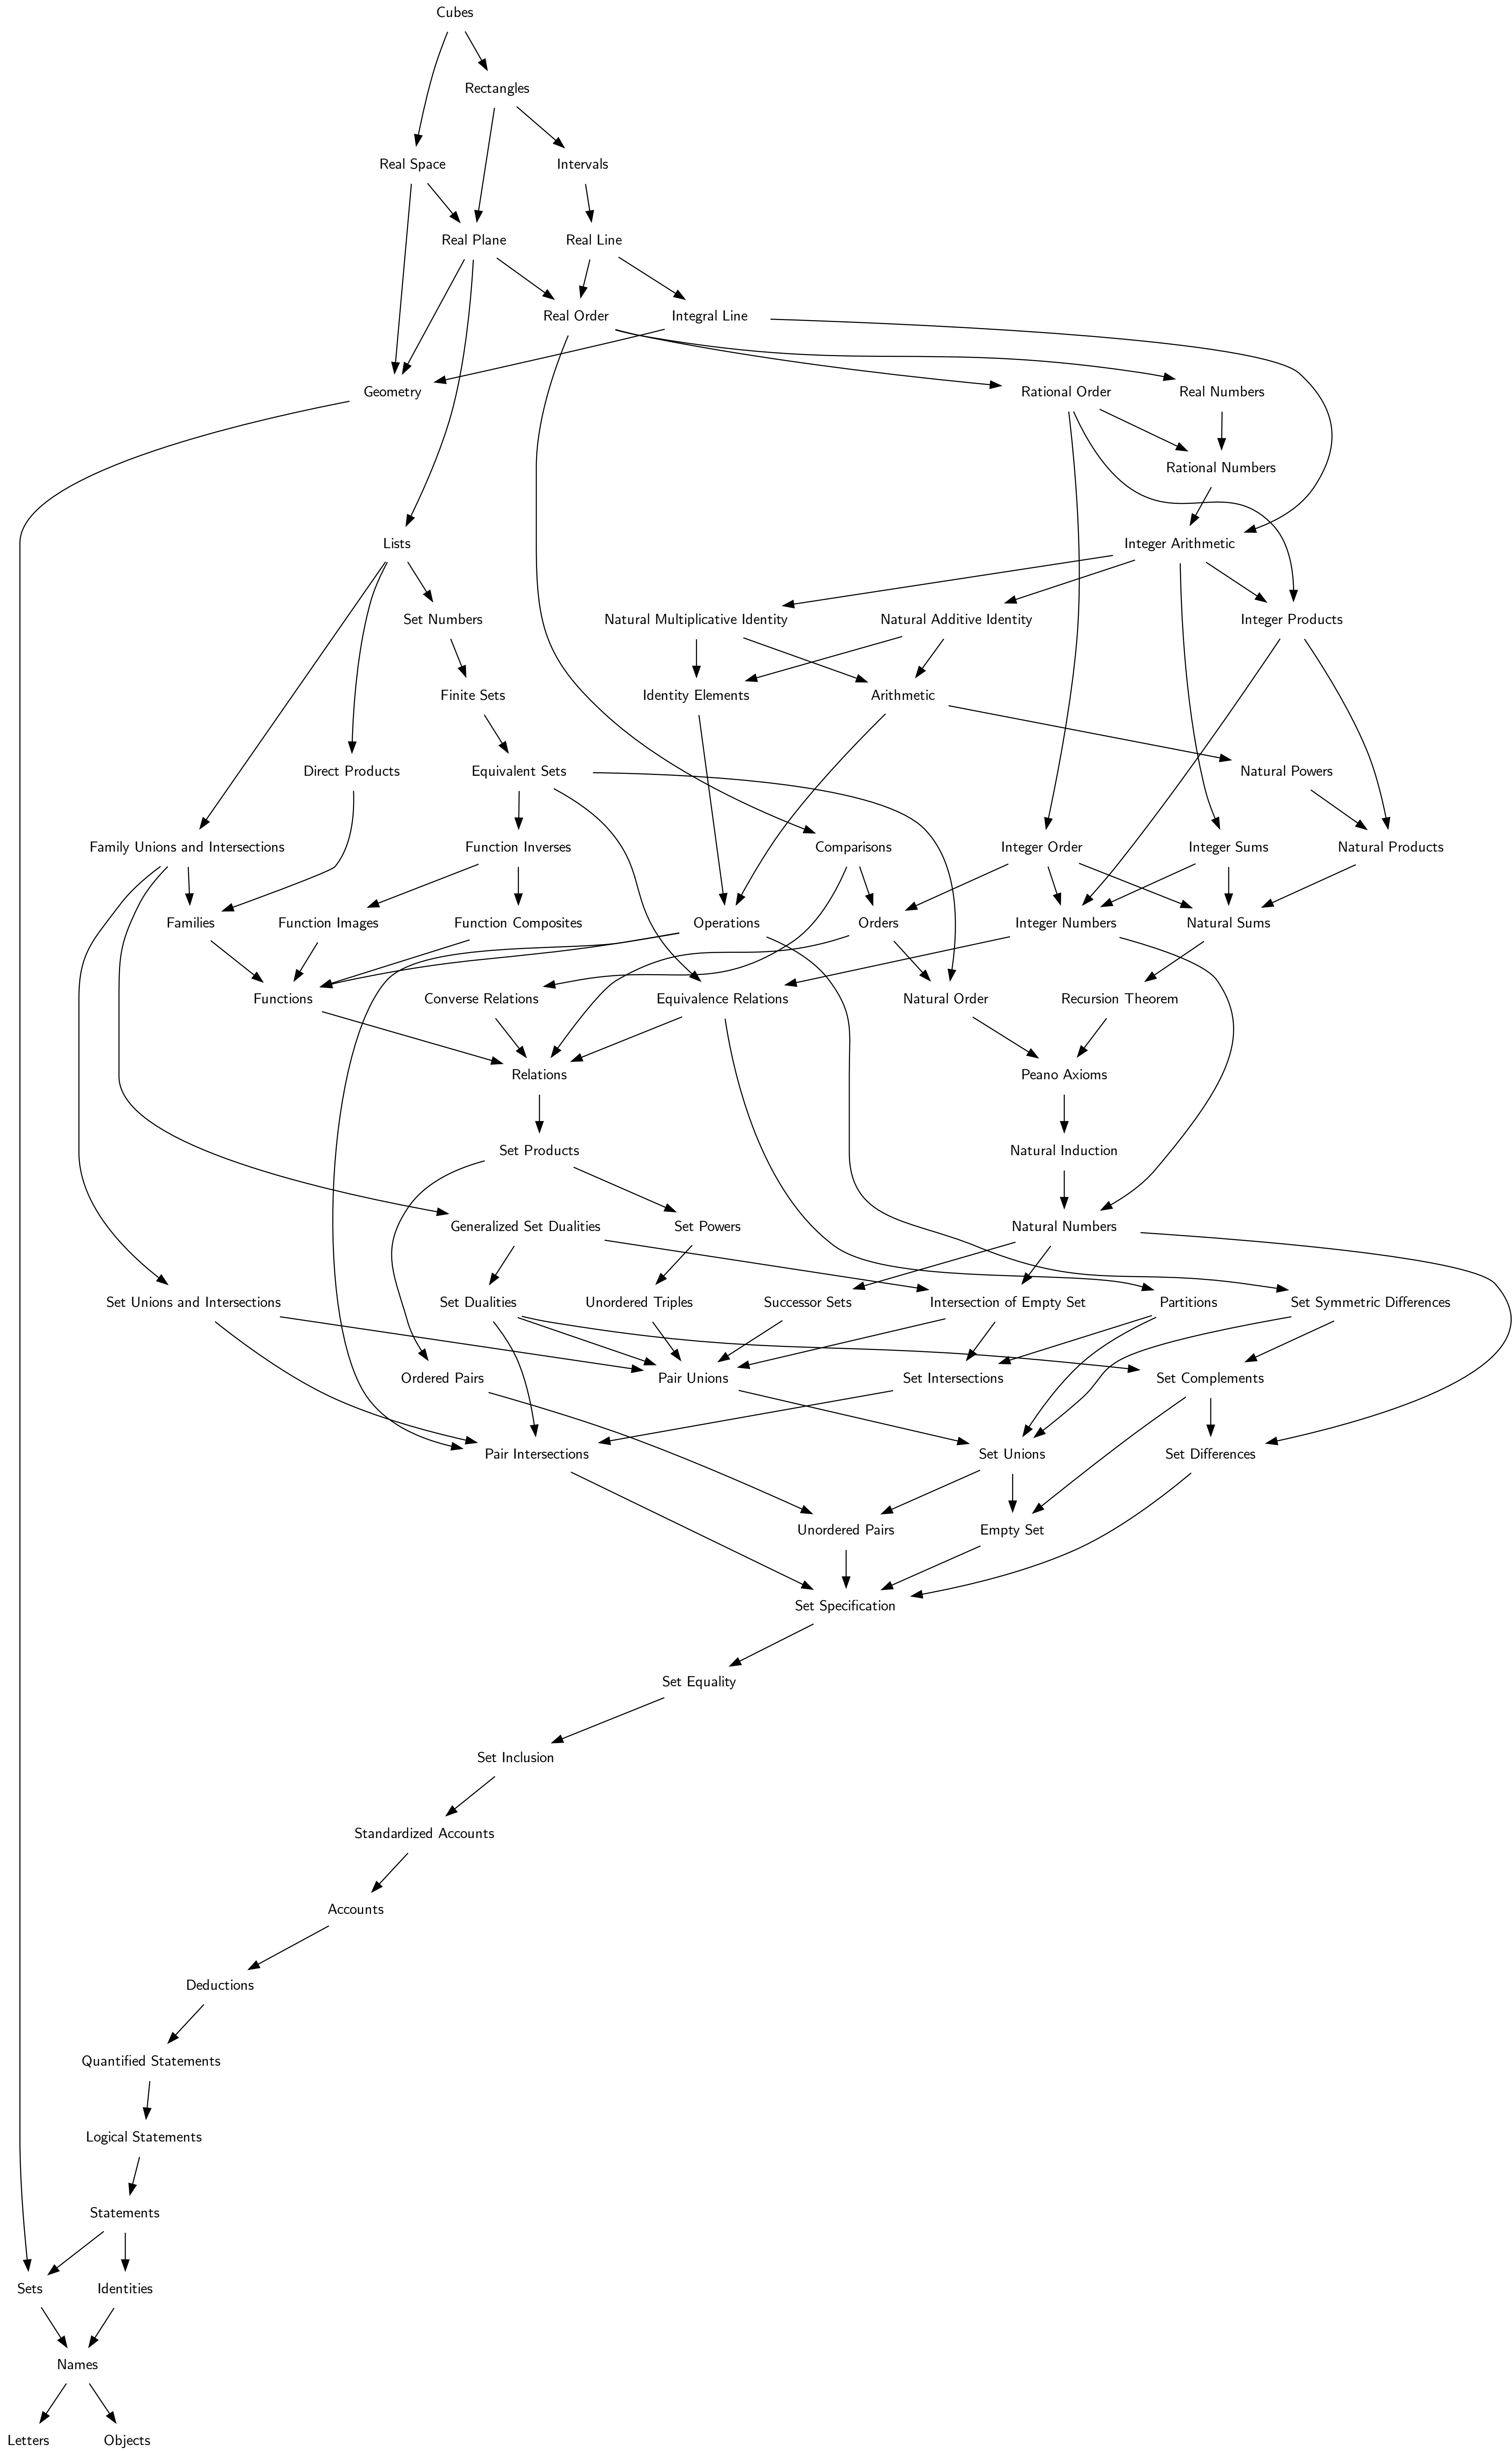 Cubes
Rectangles
Real Space
Intervals
Real Plane
Real Line
Real Order
Integral Line
Geometry
Rational Order
Real Numbers
Rational Numbers
Lists
Integer Arithmetic
Set Numbers
Natural Multiplicative Identity
Natural Additive Identity
Integer Products
Finite Sets
Identity Elements
Arithmetic
Direct Products
Equivalent Sets
Natural Powers
Family Unions and Intersections
Function Inverses
Comparisons
Integer Order
Integer Sums
Natural Products
Families
Function Images
Function Composites
Operations
Orders
Integer Numbers
Natural Sums
Functions
Converse Relations
Equivalence Relations
Natural Order
Recursion Theorem
Relations
Peano Axioms
Set Products
Natural Induction
Generalized Set Dualities
Set Powers
Natural Numbers
Set Unions and Intersections
Set Dualities
Unordered Triples
Successor Sets
Intersection of Empty Set
Partitions
Set Symmetric Differences
Ordered Pairs
Pair Unions
Set Intersections
Set Complements
Pair Intersections
Set Unions
Set Differences
Unordered Pairs
Empty Set
Set Specification
Set Equality
Set Inclusion
Standardized Accounts
Accounts
Deductions
Quantified Statements
Logical Statements
Statements
Sets
Identities
Names
Letters
Objects